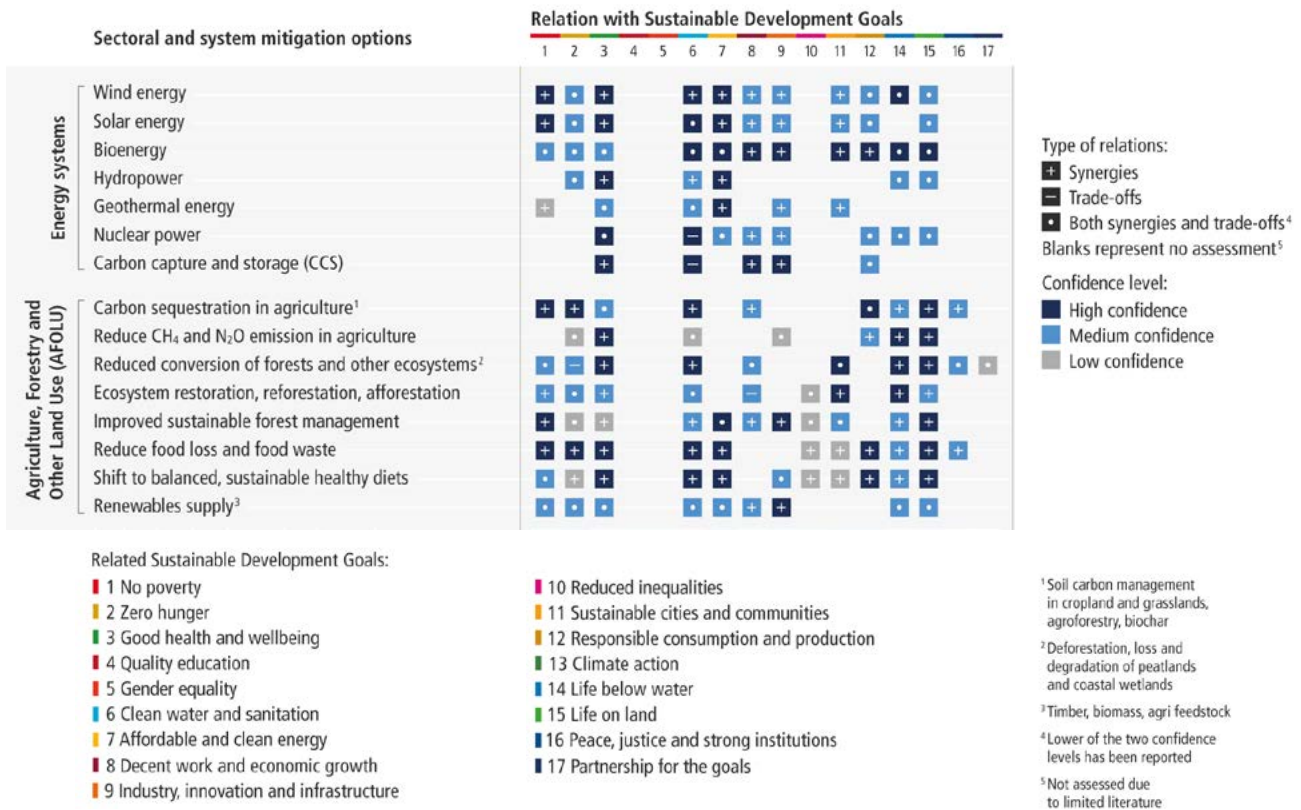 Relation with Sustainable Development Goals
Sectoral and system mitigation options
1 2 3 4 5 6 7 8 9 10 11 12 14 15 16 17
Energy systems
Wind energy
Solar energy
Bioenergy
Hydropower
Geothermal energy
Nuclear power
Carbon capture and storage (CCS)
Agriculture, Forestry and
Other Land Use (AFOLU)
Carbon sequestration in agriculture¹
Reduce CH₄ and N₂O emission in agriculture
Reduced conversion of forests and other ecosystems²
Ecosystem restoration, reforestation, afforestation
Improved sustainable forest management
Reduce food loss and food waste
Shift to balanced, sustainable healthy diets
Renewables supply³
Type of relations:
+ Synergies
− Trade-offs
• Both synergies and trade-offs⁴
Blanks represent no assessment⁵
Confidence level:
High confidence
Medium confidence
Low confidence
Related Sustainable Development Goals:
1 No poverty
2 Zero hunger
3 Good health and wellbeing
4 Quality education
5 Gender equality
6 Clean water and sanitation
7 Affordable and clean energy
8 Decent work and economic growth
9 Industry, innovation and infrastructure
10 Reduced inequalities
11 Sustainable cities and communities
12 Responsible consumption and production
13 Climate action
14 Life below water
15 Life on land
16 Peace, justice and strong institutions
17 Partnership for the goals
¹ Soil carbon management
in cropland and grasslands,
agroforestry, biochar
² Deforestation, loss and
degradation of peatlands
and coastal wetlands
³ Timber, biomass, agri feedstock
⁴ Lower of the two confidence
levels has been reported
⁵ Not assessed due
to limited literature